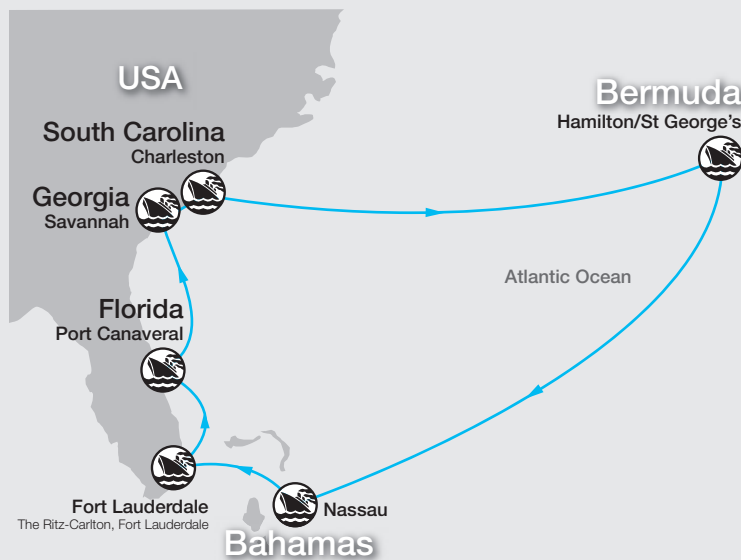 USA
Bermuda
Hamilton/St George's
South Carolina
Charleston
Georgia
Savannah
Atlantic Ocean
Florida
Port Canaveral
Fort Lauderdale
The Ritz-Carlton, Fort Lauderdale
Nassau
Bahamas